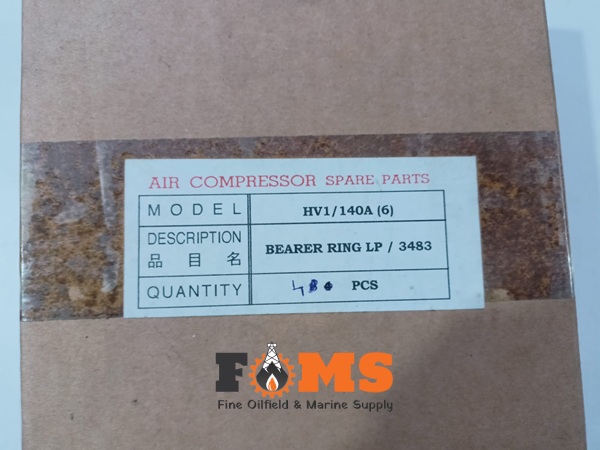 AIR COMPRESSOR SPARE PARTS
MODEL HV1/140A (6)
DESCRIPTION BEARER RING LP / 3483
品目名
QUANTITY PCS
FOMS
Fine Oilfield & Marine Supply